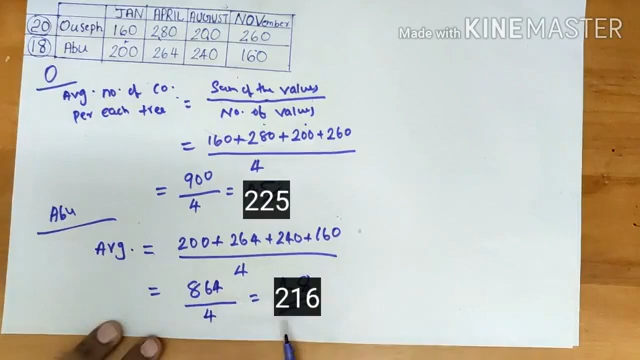 Made with KINEMASTER
JAN APRIL AUGUST NOVember
20 Ouseph 160 280 200 260
18 Abu 200 264 240 160
O
Avg. no. of Co. per each tree = Sum of the values / No. of values
= 160+280+200+260 / 4
= 900 / 4 = 225
Abu
Avg. = 200+264+240+160 / 4
= 864 / 4 = 216